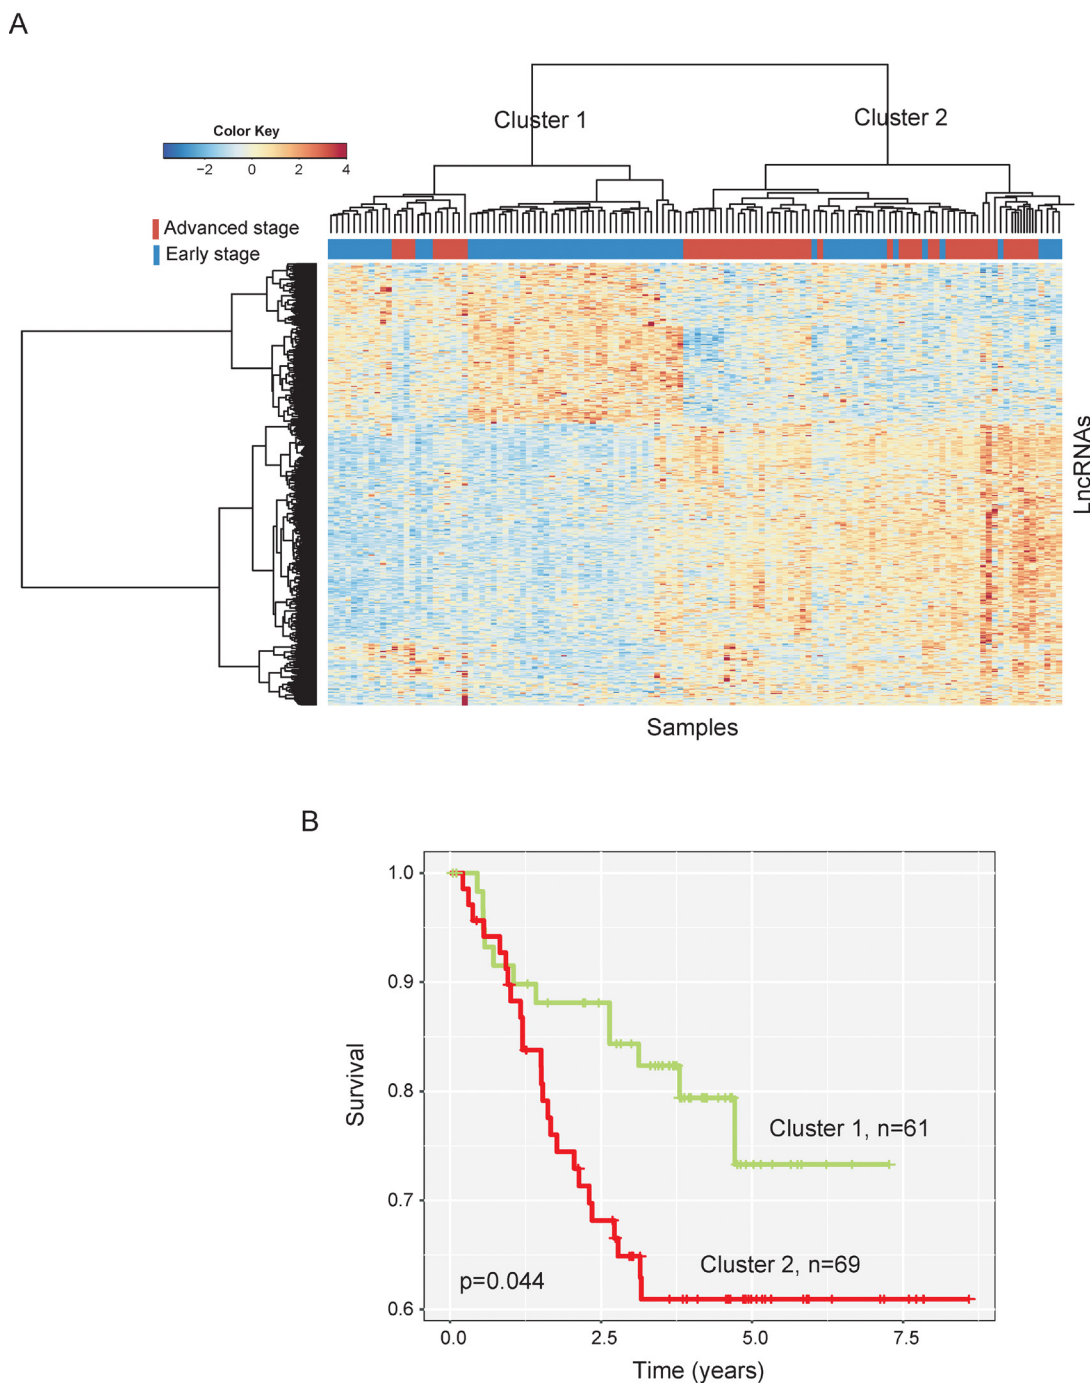 A
Cluster 1
Cluster 2
Color Key
−2
0
2
4
Advanced stage
Early stage
LncRNAs
Samples
B
1.0
0.9
0.8
0.7
0.6
Survival
Cluster 1, n=61
Cluster 2, n=69
p=0.044
0.0
2.5
5.0
7.5
Time (years)